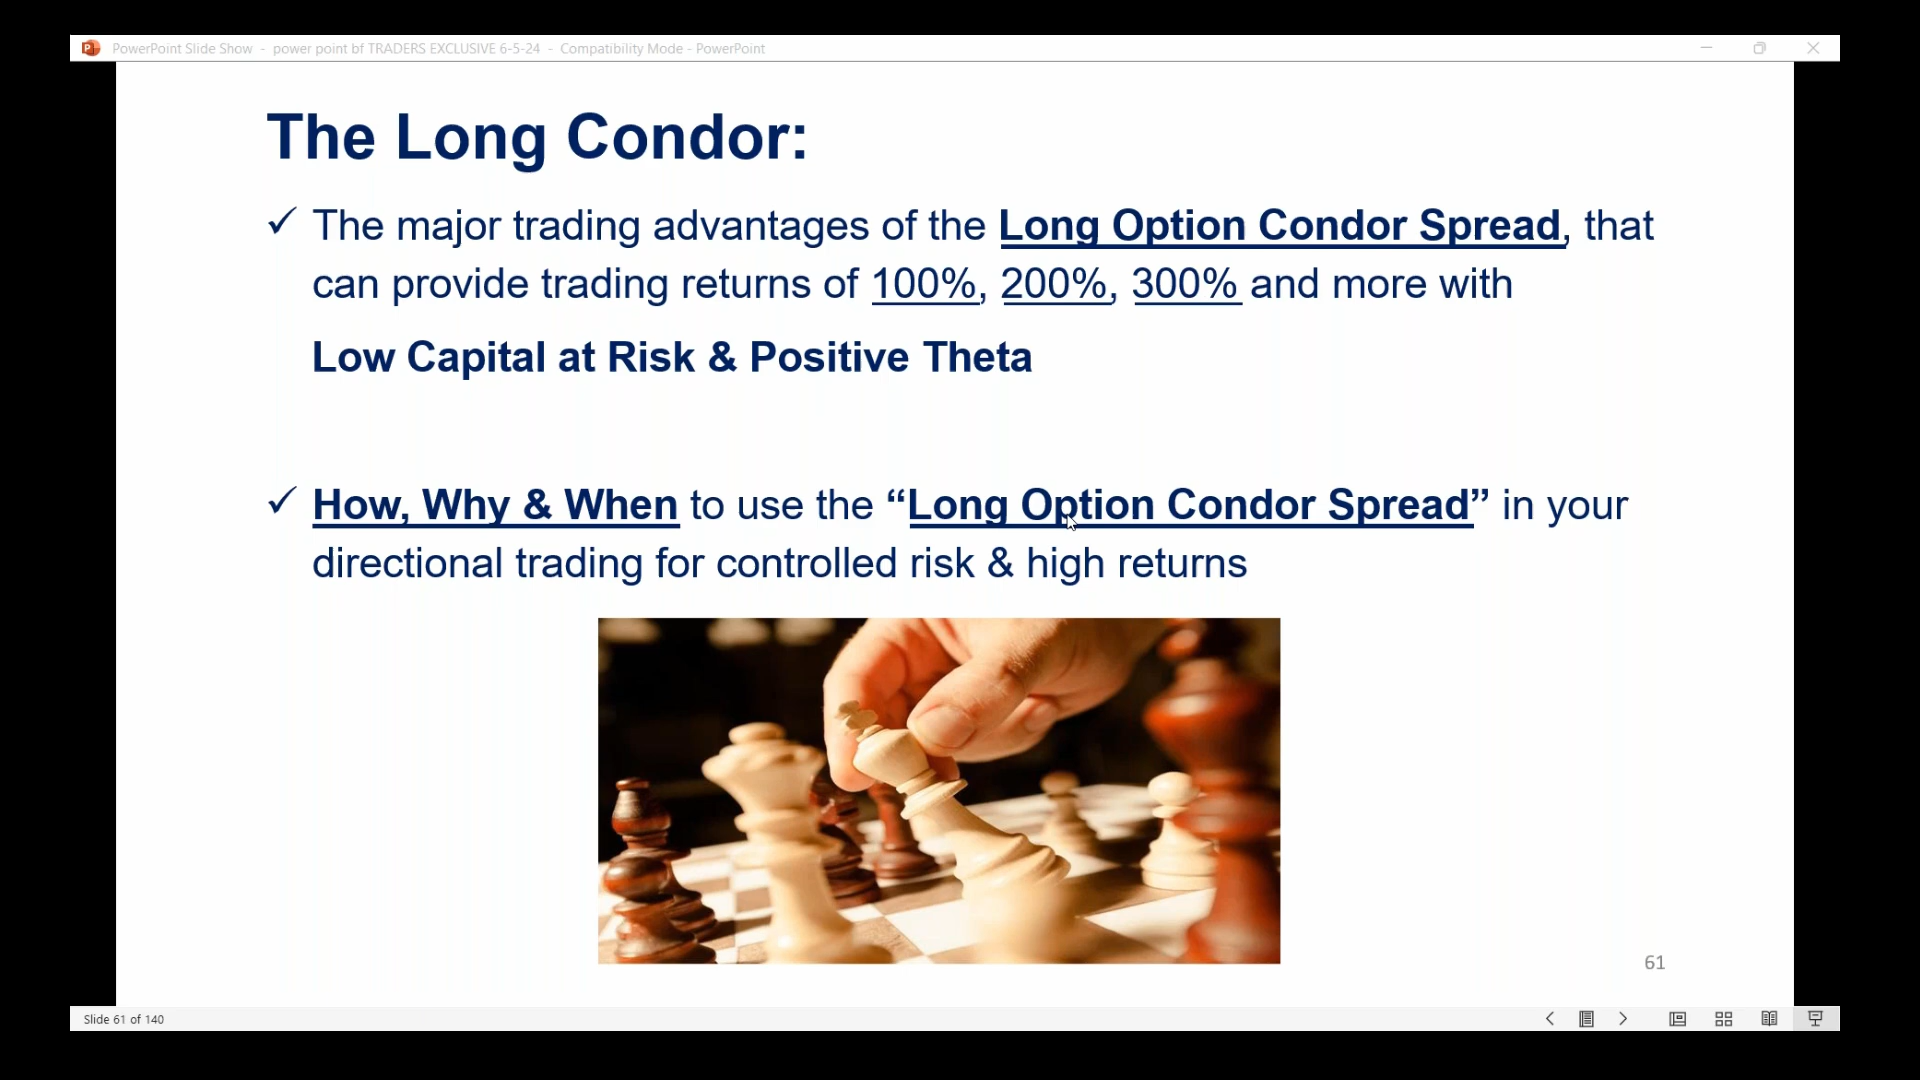 PowerPoint Slide Show - power point bf TRADERS EXCLUSIVE 6-5-24 - Compatibility Mode - PowerPoint
The Long Condor:
✓ The major trading advantages of the Long Option Condor Spread, that
can provide trading returns of 100%, 200%, 300% and more with
Low Capital at Risk & Positive Theta
✓ How, Why & When to use the “Long Option Condor Spread” in your
directional trading for controlled risk & high returns
61
Slide 61 of 140